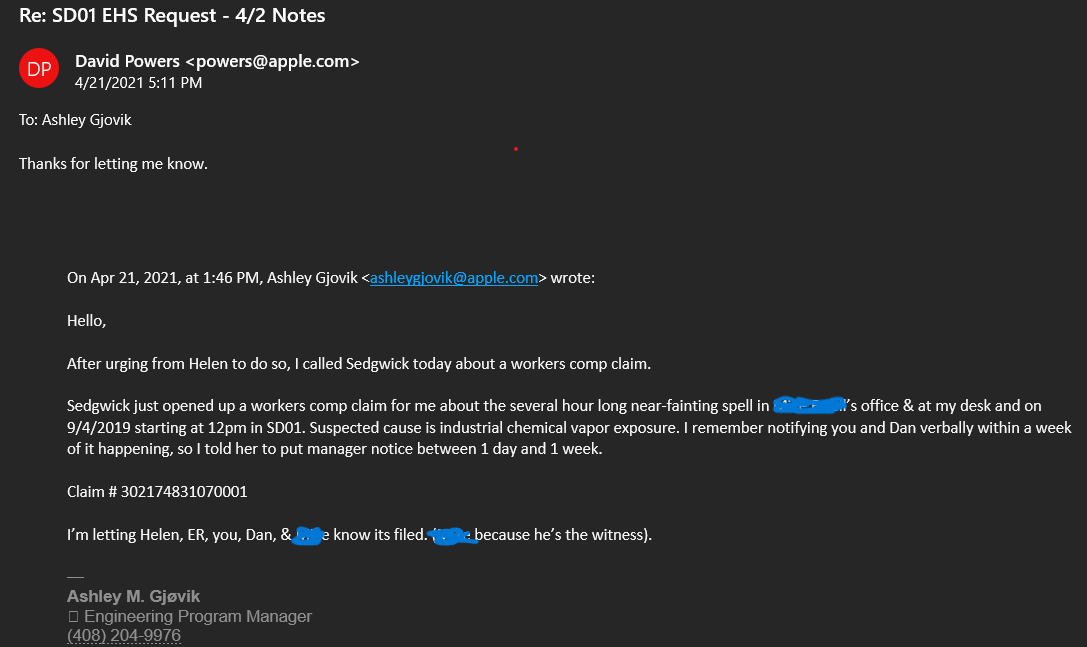 Re: SD01 EHS Request - 4/2 Notes
DP
David Powers <powers@apple.com>
4/21/2021 5:11 PM
To: Ashley Gjovik
Thanks for letting me know.
On Apr 21, 2021, at 1:46 PM, Ashley Gjovik <ashleygjovik@apple.com> wrote:
Hello,
After urging from Helen to do so, I called Sedgwick today about a workers comp claim.
Sedgwick just opened up a workers comp claim for me about the several hour long near-fainting spell in 's office & at my desk and on
9/4/2019 starting at 12pm in SD01. Suspected cause is industrial chemical vapor exposure. I remember notifying you and Dan verbally within a week
of it happening, so I told her to put manager notice between 1 day and 1 week.
Claim # 302174831070001
I'm letting Helen, ER, you, Dan, & know its filed. ( because he's the witness).
—
Ashley M. Gjøvik
Engineering Program Manager
(408) 204-9976